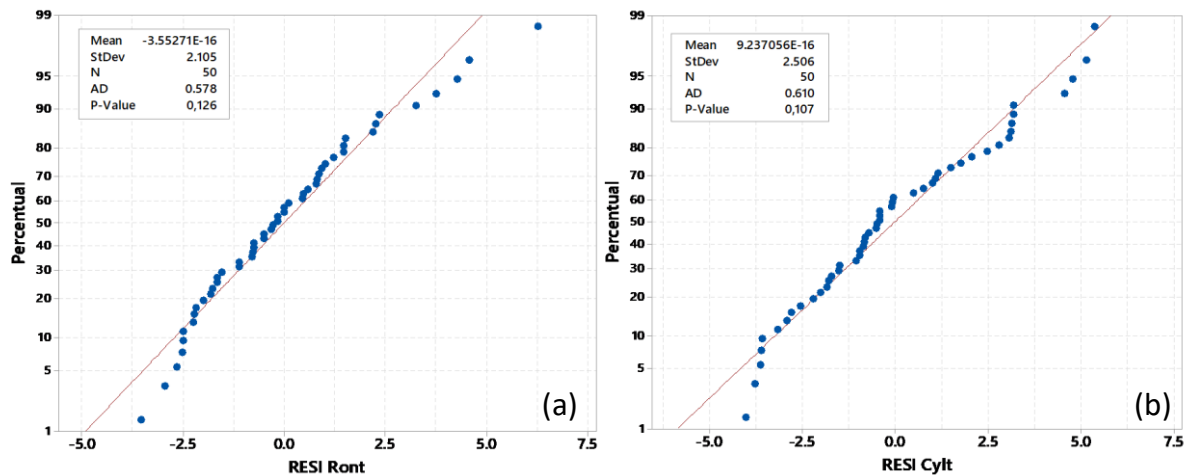 99
95
90
80
70
60
50
40
30
20
10
5
1
Percentual
Mean -3.55271E-16
StDev 2.105
N 50
AD 0.578
P-Value 0,126
-5.0 -2.5 0.0 2.5 5.0 7.5
RESI Ront
(a)
99
95
90
80
70
60
50
40
30
20
10
5
1
Percentual
Mean 9.237056E-16
StDev 2.506
N 50
AD 0.610
P-Value 0,107
-5.0 -2.5 0.0 2.5 5.0 7.5
RESI Cylt
(b)